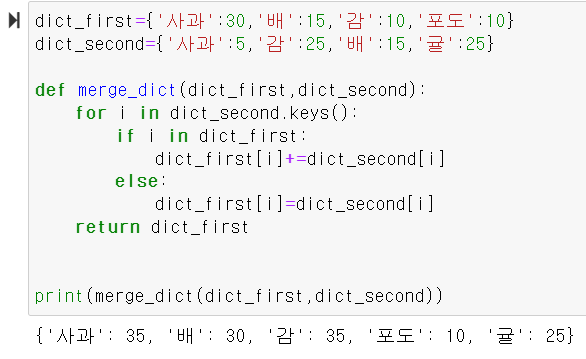 dict_first={'사과':30,'배':15,'감':10,'포도':10}
dict_second={'사과':5,'감':25,'배':15,'귤':25}
def merge_dict(dict_first,dict_second):
    for i in dict_second.keys():
        if i in dict_first:
            dict_first[i]+=dict_second[i]
        else:
            dict_first[i]=dict_second[i]
    return dict_first
print(merge_dict(dict_first,dict_second))
{'사과': 35, '배': 30, '감': 35, '포도': 10, '귤': 25}